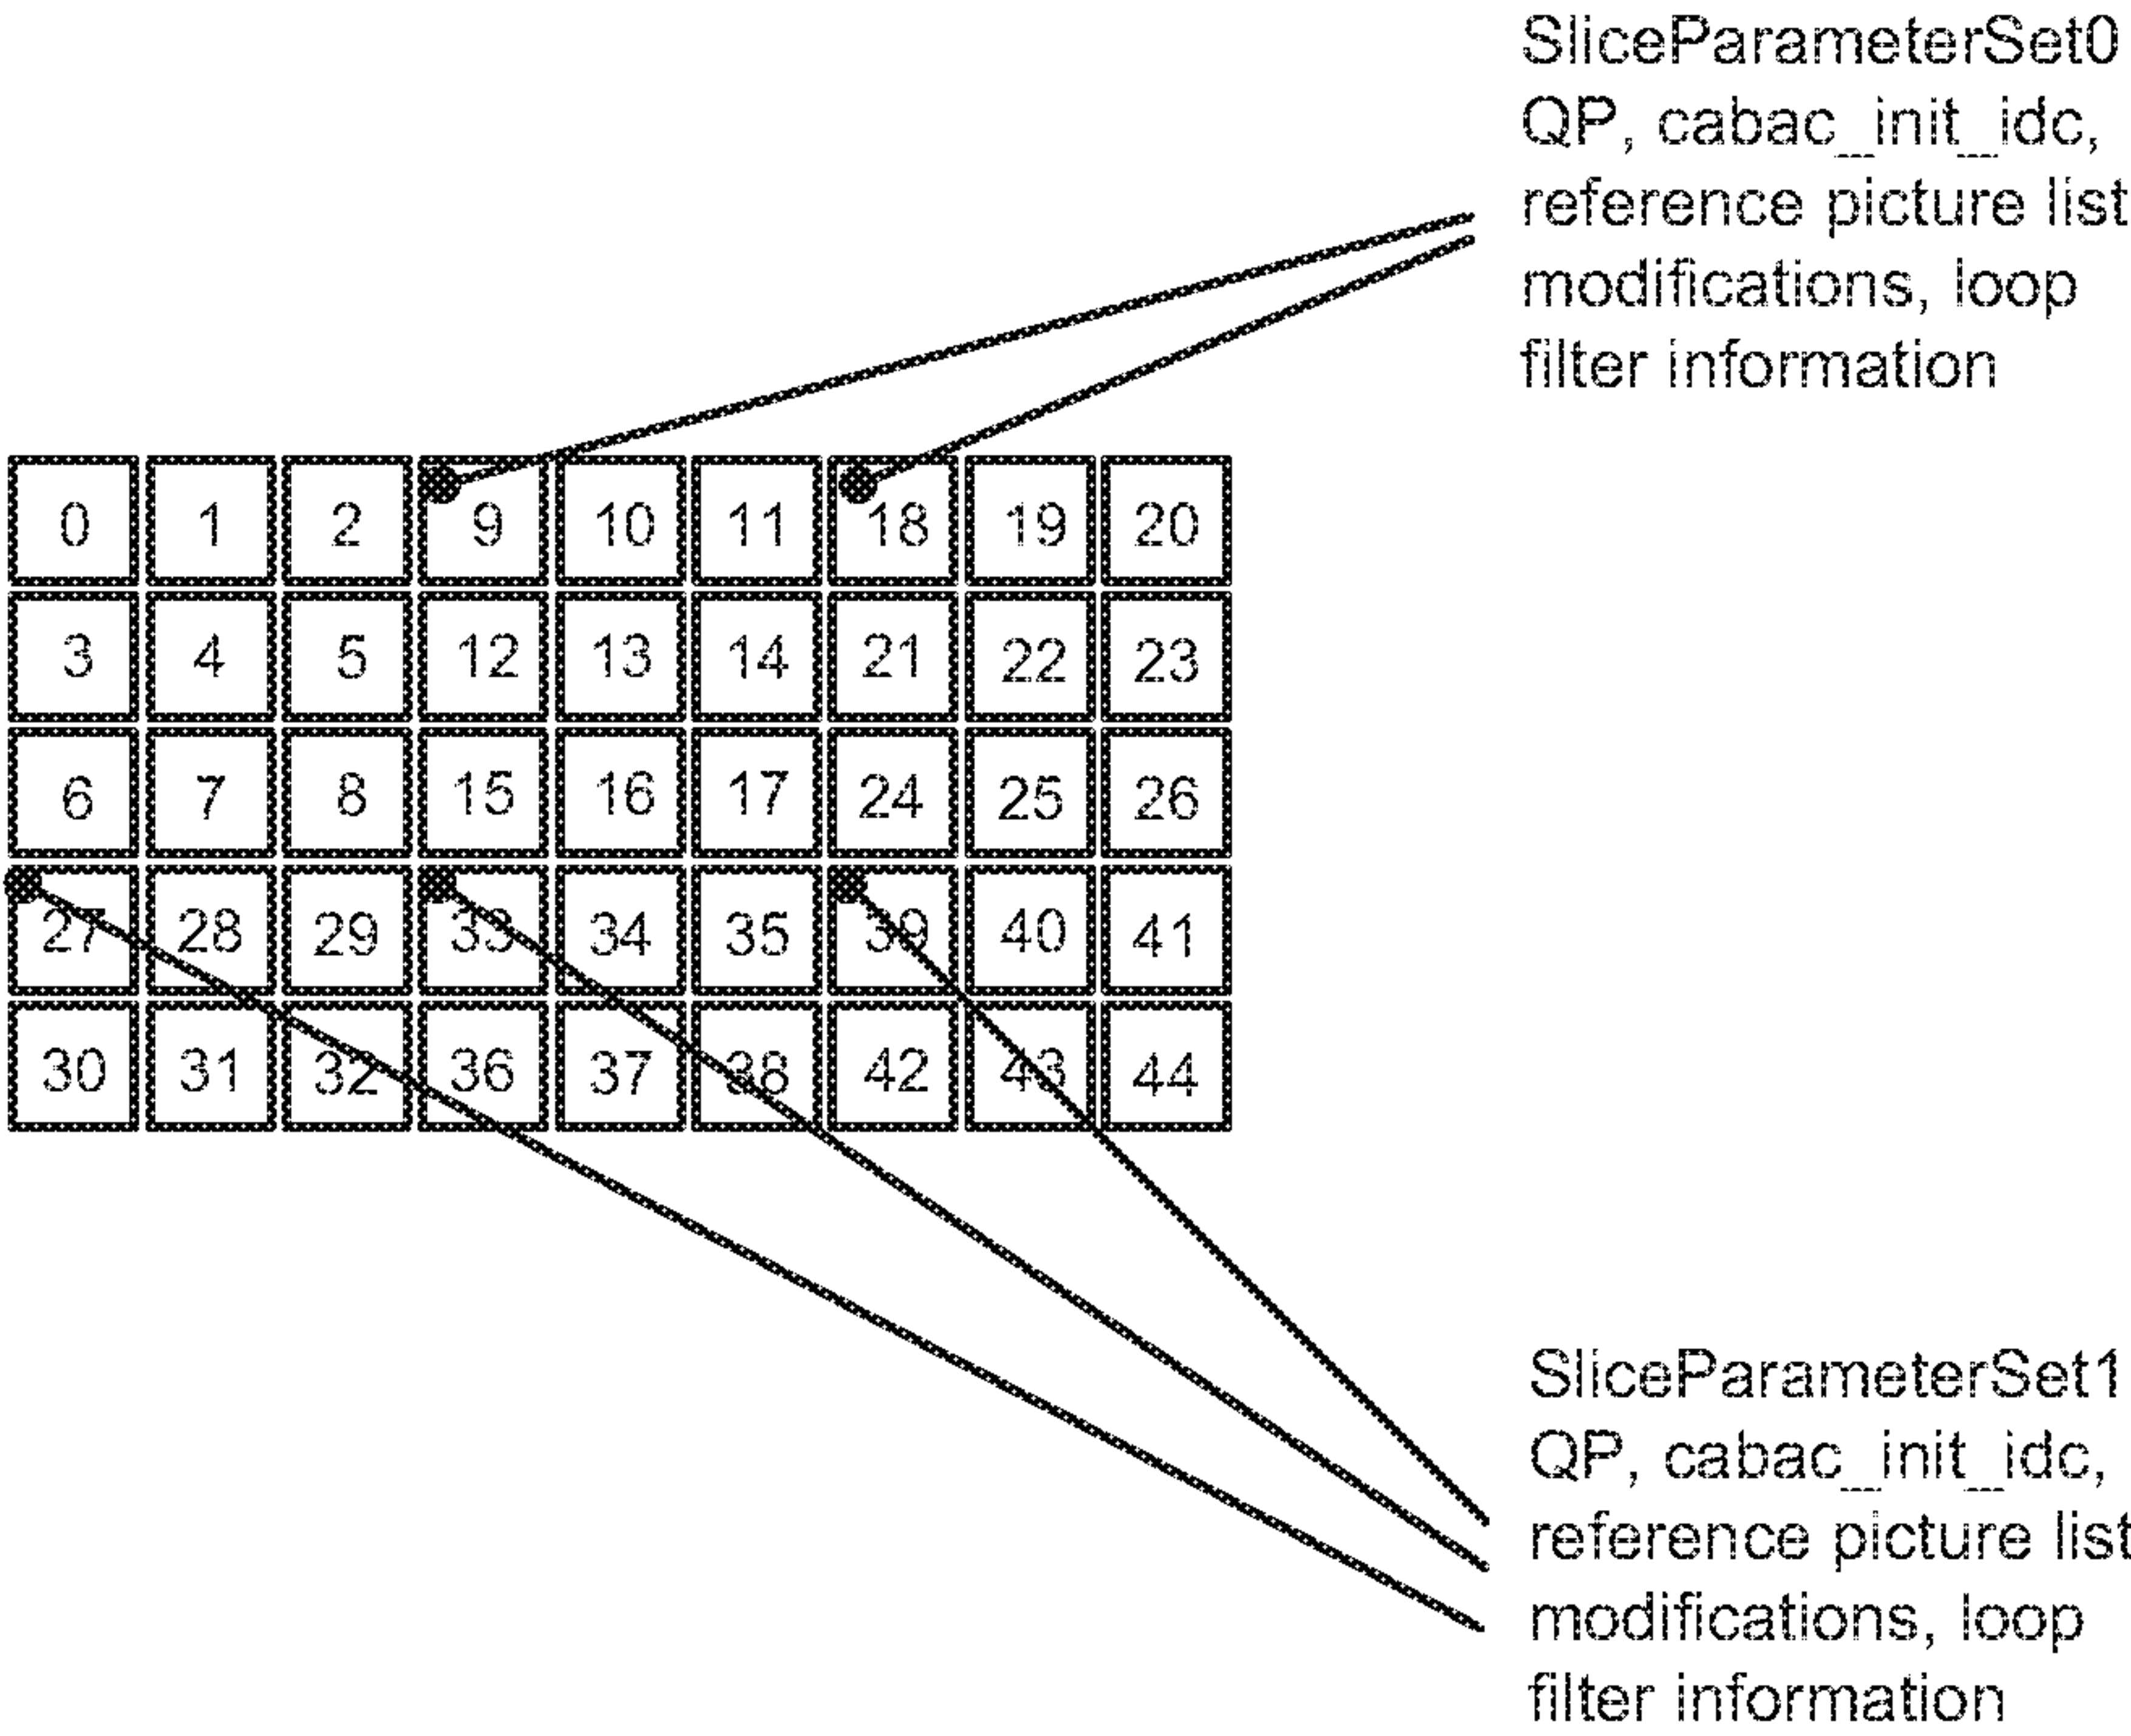 SliceParameterSet0
QP, cabac_init_idc,
reference picture list
modifications, loop
filter information
0 1 2 9 10 11 18 19 20
3 4 5 12 13 14 21 22 23
6 7 8 15 16 17 24 25 26
27 28 29 33 34 35 39 40 41
30 31 32 36 37 38 42 43 44
SliceParameterSet1
QP, cabac_init_idc,
reference picture list
modifications, loop
filter information